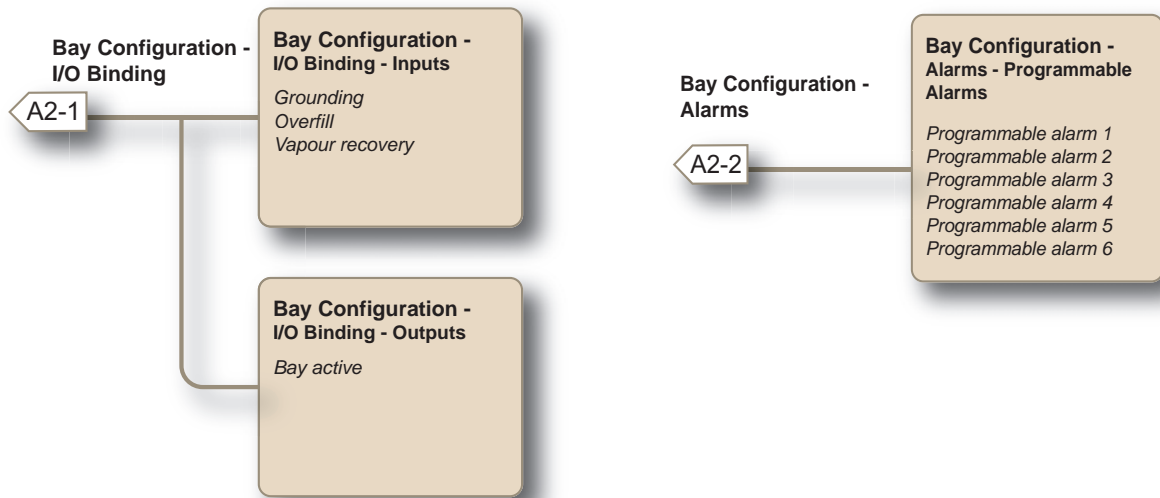 Bay Configuration -
I/O Binding
A2-1
Bay Configuration -
I/O Binding - Inputs
Grounding
Overfill
Vapour recovery
Bay Configuration -
I/O Binding - Outputs
Bay active
Bay Configuration -
Alarms
A2-2
Bay Configuration -
Alarms - Programmable
Alarms
Programmable alarm 1
Programmable alarm 2
Programmable alarm 3
Programmable alarm 4
Programmable alarm 5
Programmable alarm 6